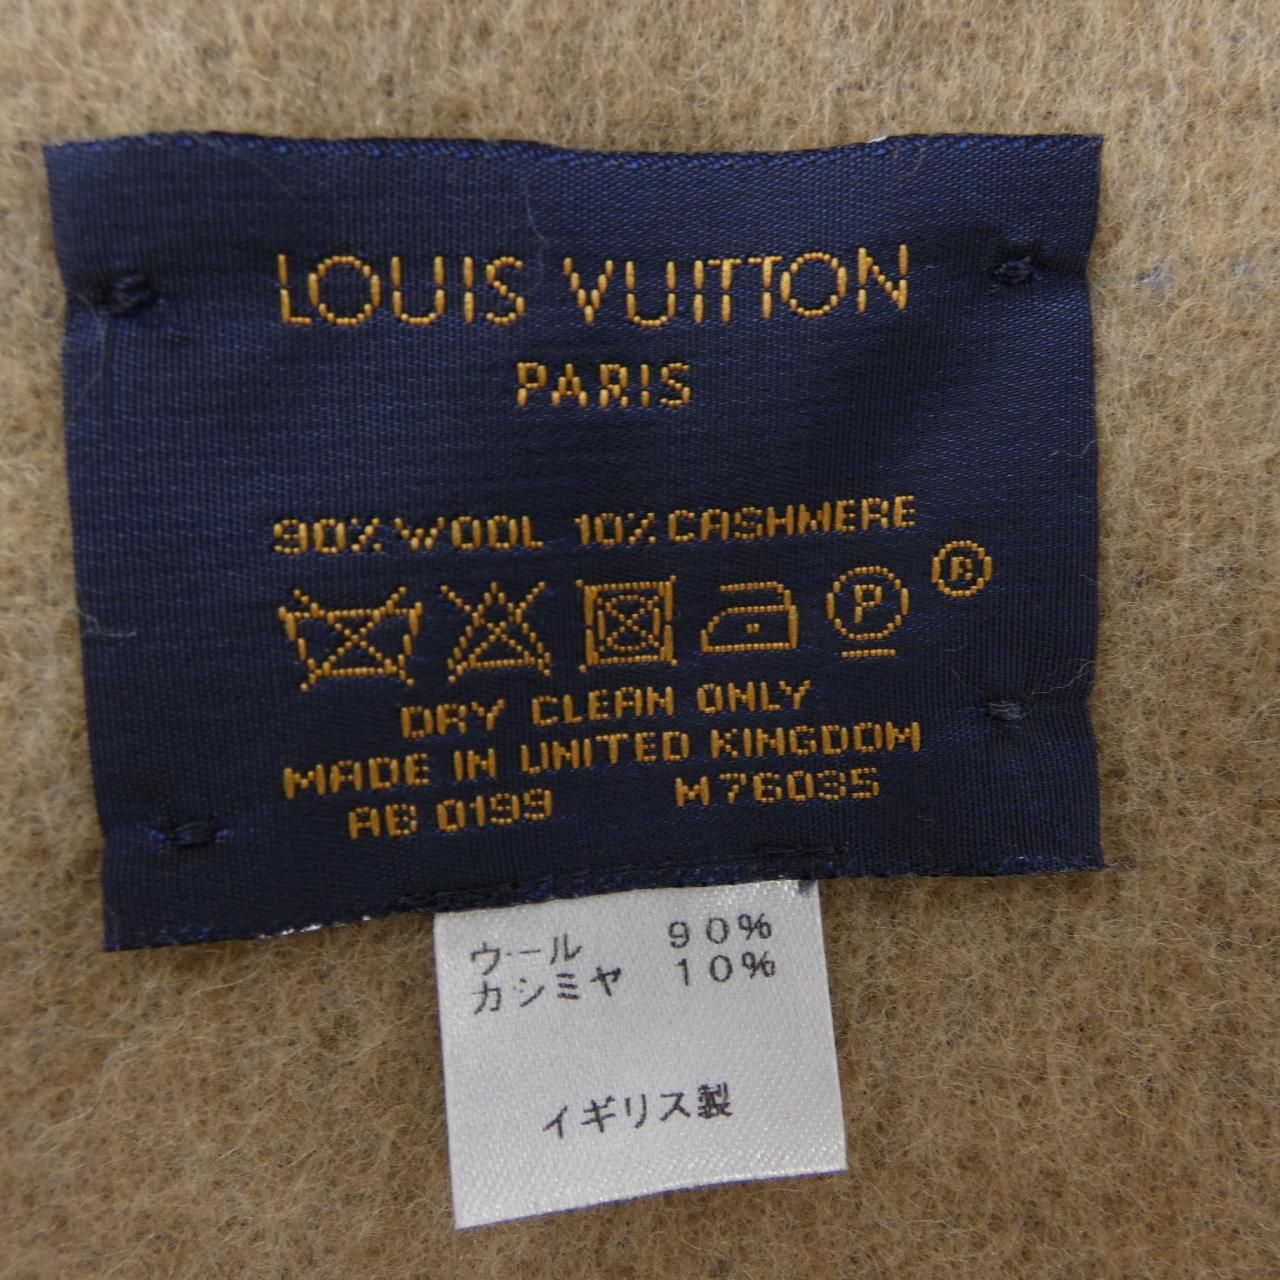 LOUIS VUITTON
PARIS
90% WOOL 10% CASHMERE
P ®
DRY CLEAN ONLY
MADE IN UNITED KINGDOM
AB 0199 M76035
ウール 90%
カシミヤ 10%
イギリス製